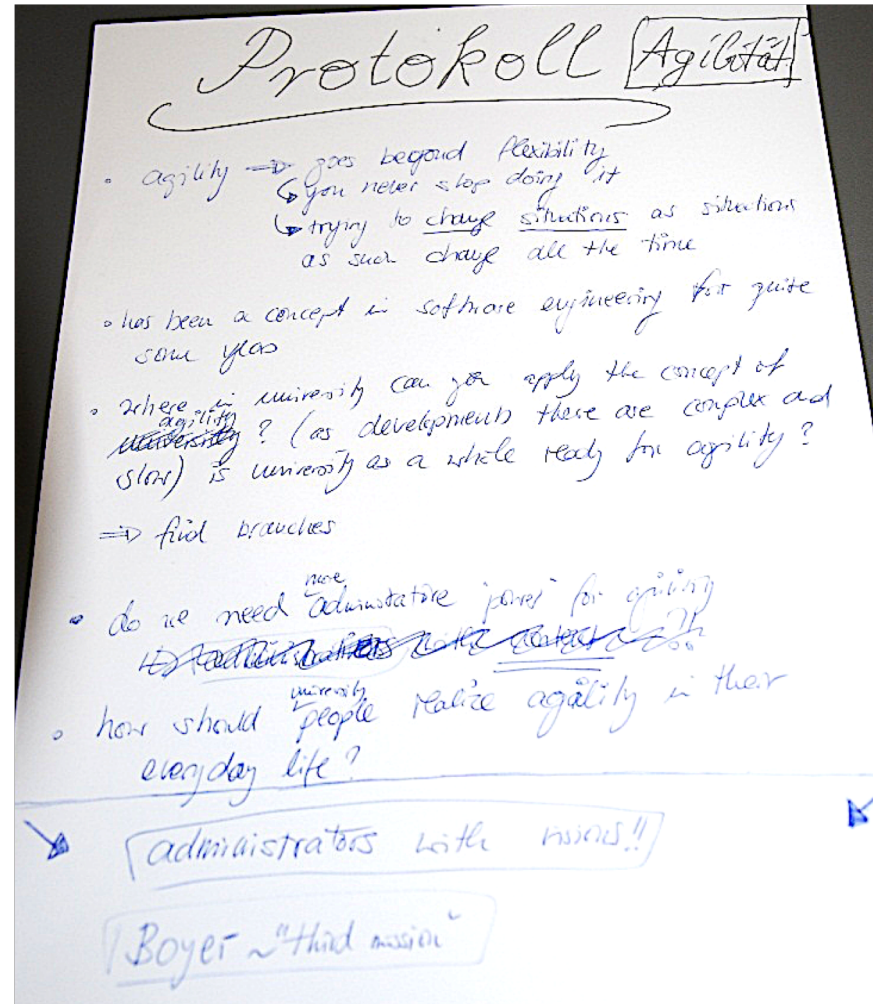 Protokoll Agilität
• agility ⇒ goes beyond flexibility
↳ you never stop doing it
↳ trying to change situations as situations
as such change all the time
• has been a concept in software engineering for quite
some years
• where in university can you apply the concept of
agility
university ? (as developments there are complex and
slow) is university as a whole ready for agility?
⇒ find branches
more
• do we need administrative 'power' for agility
university
• how should people realize agility in their
everyday life?
administrators with visions!!
Boyer ~ "third mission"